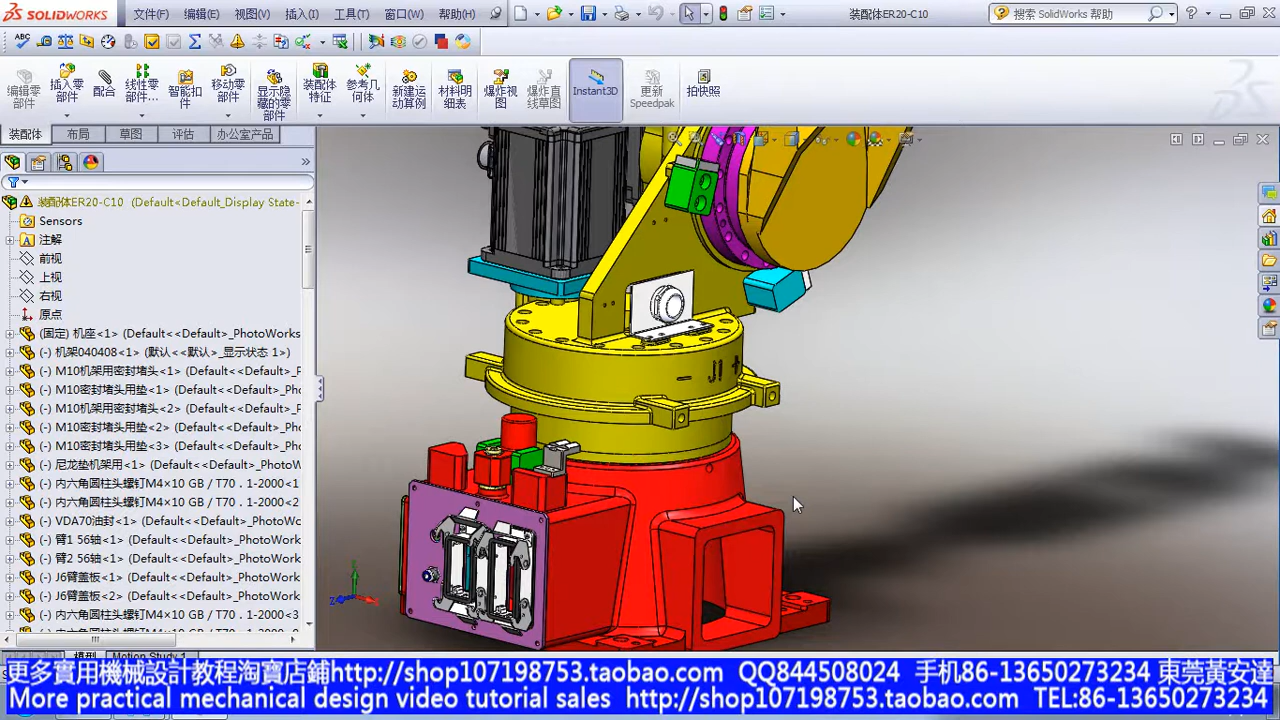 SOLIDWORKS 文件(F) 编辑(E) 视图(V) 插入(I) 工具(T) 窗口(W) 帮助(H) 装配体ER20-C10 搜索 SolidWorks 帮助
编辑零部件 插入零部件 配合 线性零部件... 智能扣件 移动零部件 显示隐藏的零部件 装配体特征 参考几何体 新建运动算例 材料明细表 爆炸视图 爆炸直线草图 Instant3D 更新 Speedpak 拍快照
装配体 布局 草图 评估 办公室产品
装配体ER20-C10 (Default<Default_Display State-
Sensors
注解
前视
上视
右视
原点
(固定) 机座<1> (Default<<Default>_PhotoWorks
(-) 机架040408<1> (默认<<默认>_显示状态 1>)
(-) M10机架用密封堵头<1> (Default<<Default>_
(-) M10密封堵头用垫<1> (Default<<Default>_P
(-) M10机架用密封堵头<2> (Default<<Default>_
(-) M10密封堵头用垫<2> (Default<<Default>_P
(-) M10密封堵头用垫<3> (Default<<Default>_P
(-) 尼龙垫机架用<1> (Default<<Default>_Phot
(-) 内六角圆柱头螺钉M4×10 GB / T70 . 1-2000<1
(-) 内六角圆柱头螺钉M4×10 GB / T70 . 1-2000<2
(-) VDA70油封<1> (Default<<Default>_PhotoWo
(-) 臂1 56轴<1> (Default<<Default>_PhotoWork
(-) 臂2 56轴<1> (Default<<Default>_PhotoWork
(-) J6臂盖板<1> (Default<<Default>_PhotoWork
(-) J6臂盖板<2> (Default<<Default>_PhotoWork
(-) 内六角圆柱头螺钉M4×10 GB / T70 . 1-2000<3
− J1 +
模型 Motion Study 1
更多實用機械設計教程淘寶店鋪http://shop107198753.taobao.com QQ844508024 手机86-13650273234 東莞黃安達
More practical mechanical design video tutorial sales http://shop107198753.taobao.com TEL:86-13650273234